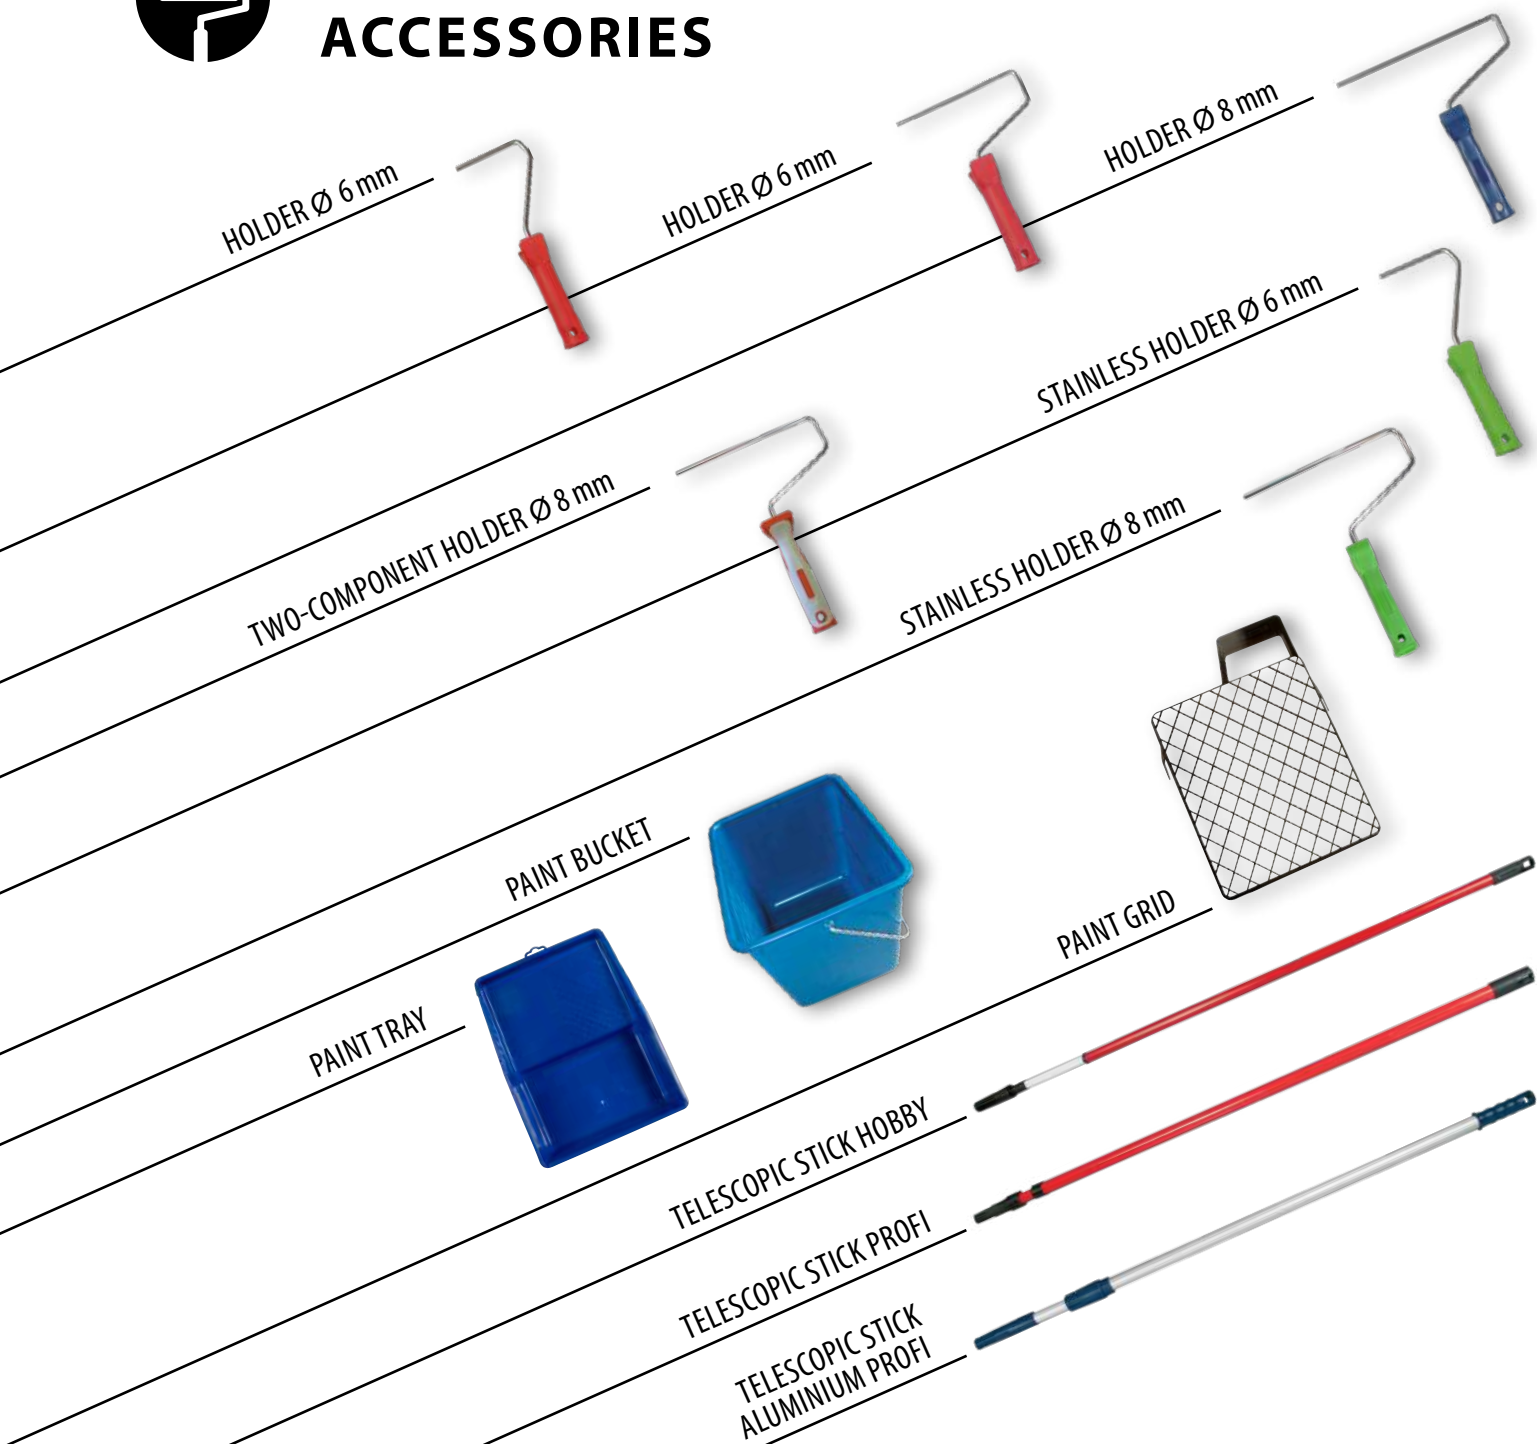 ACCESSORIES
HOLDER Ø 6 mm
HOLDER Ø 6 mm
HOLDER Ø 8 mm
STAINLESS HOLDER Ø 6 mm
TWO-COMPONENT HOLDER Ø 8 mm
STAINLESS HOLDER Ø 8 mm
PAINT BUCKET
PAINT GRID
PAINT TRAY
TELESCOPIC STICK HOBBY
TELESCOPIC STICK PROFI
TELESCOPIC STICK
ALUMINIUM PROFI